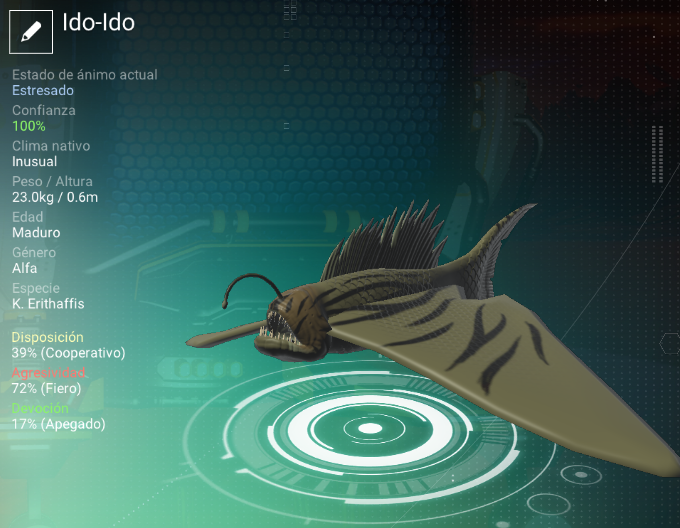 Ido-Ido
Estado de ánimo actual
Estresado
Confianza
100%
Clima nativo
Inusual
Peso / Altura
23.0kg / 0.6m
Edad
Maduro
Género
Alfa
Especie
K. Erithaffis
Disposición
39% (Cooperativo)
Agresividad
72% (Fiero)
Devoción
17% (Apegado)